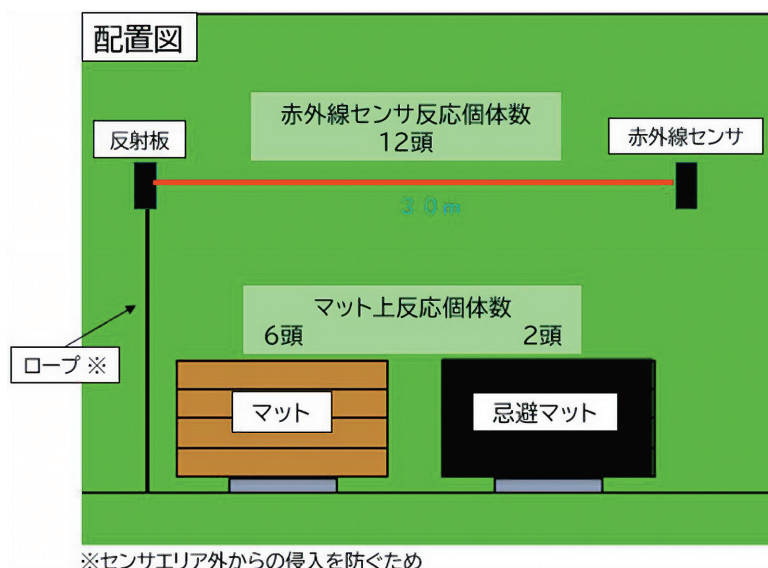 配置図
赤外線センサ反応個体数
12頭
反射板
赤外線センサ
30m
マット上反応個体数
6頭 2頭
ロープ ※
マット
忌避マット
※センサエリア外からの侵入を防ぐため